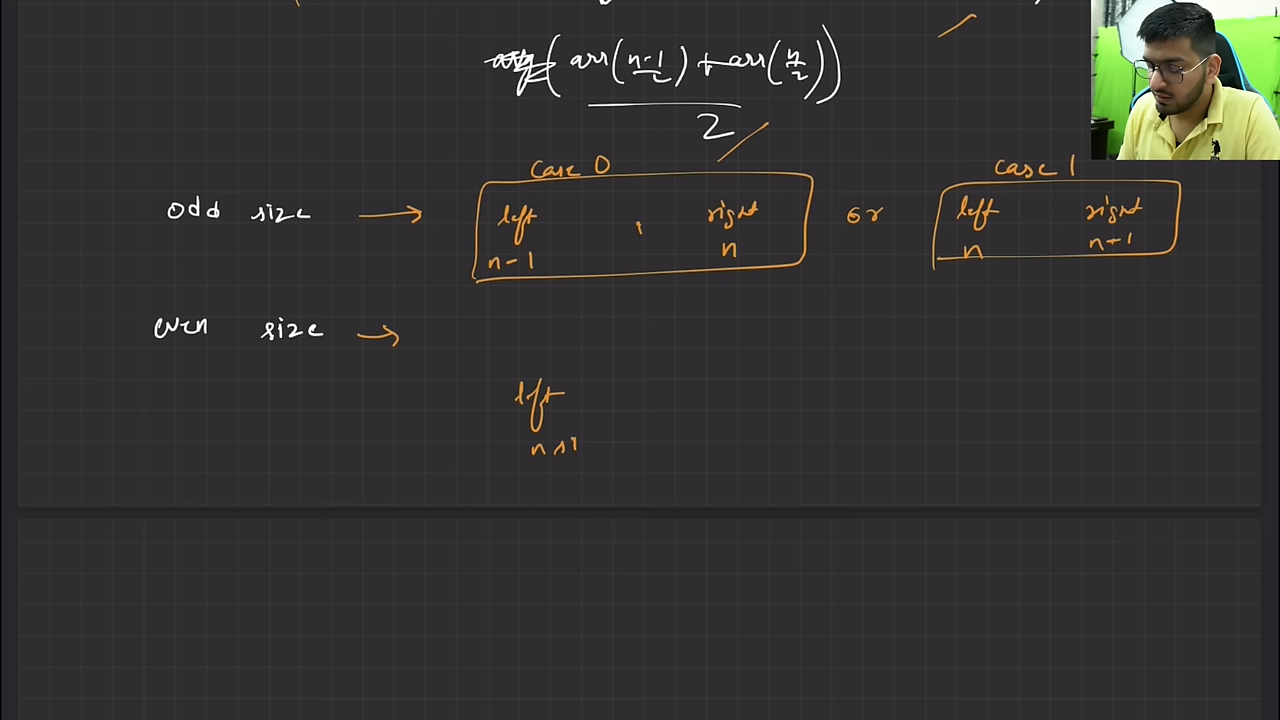 ( arr(n-1/2) + arr(n/2) )
2
case 0 case 1
odd size → left , right or left right
n-1 n n n+1
even size →
left